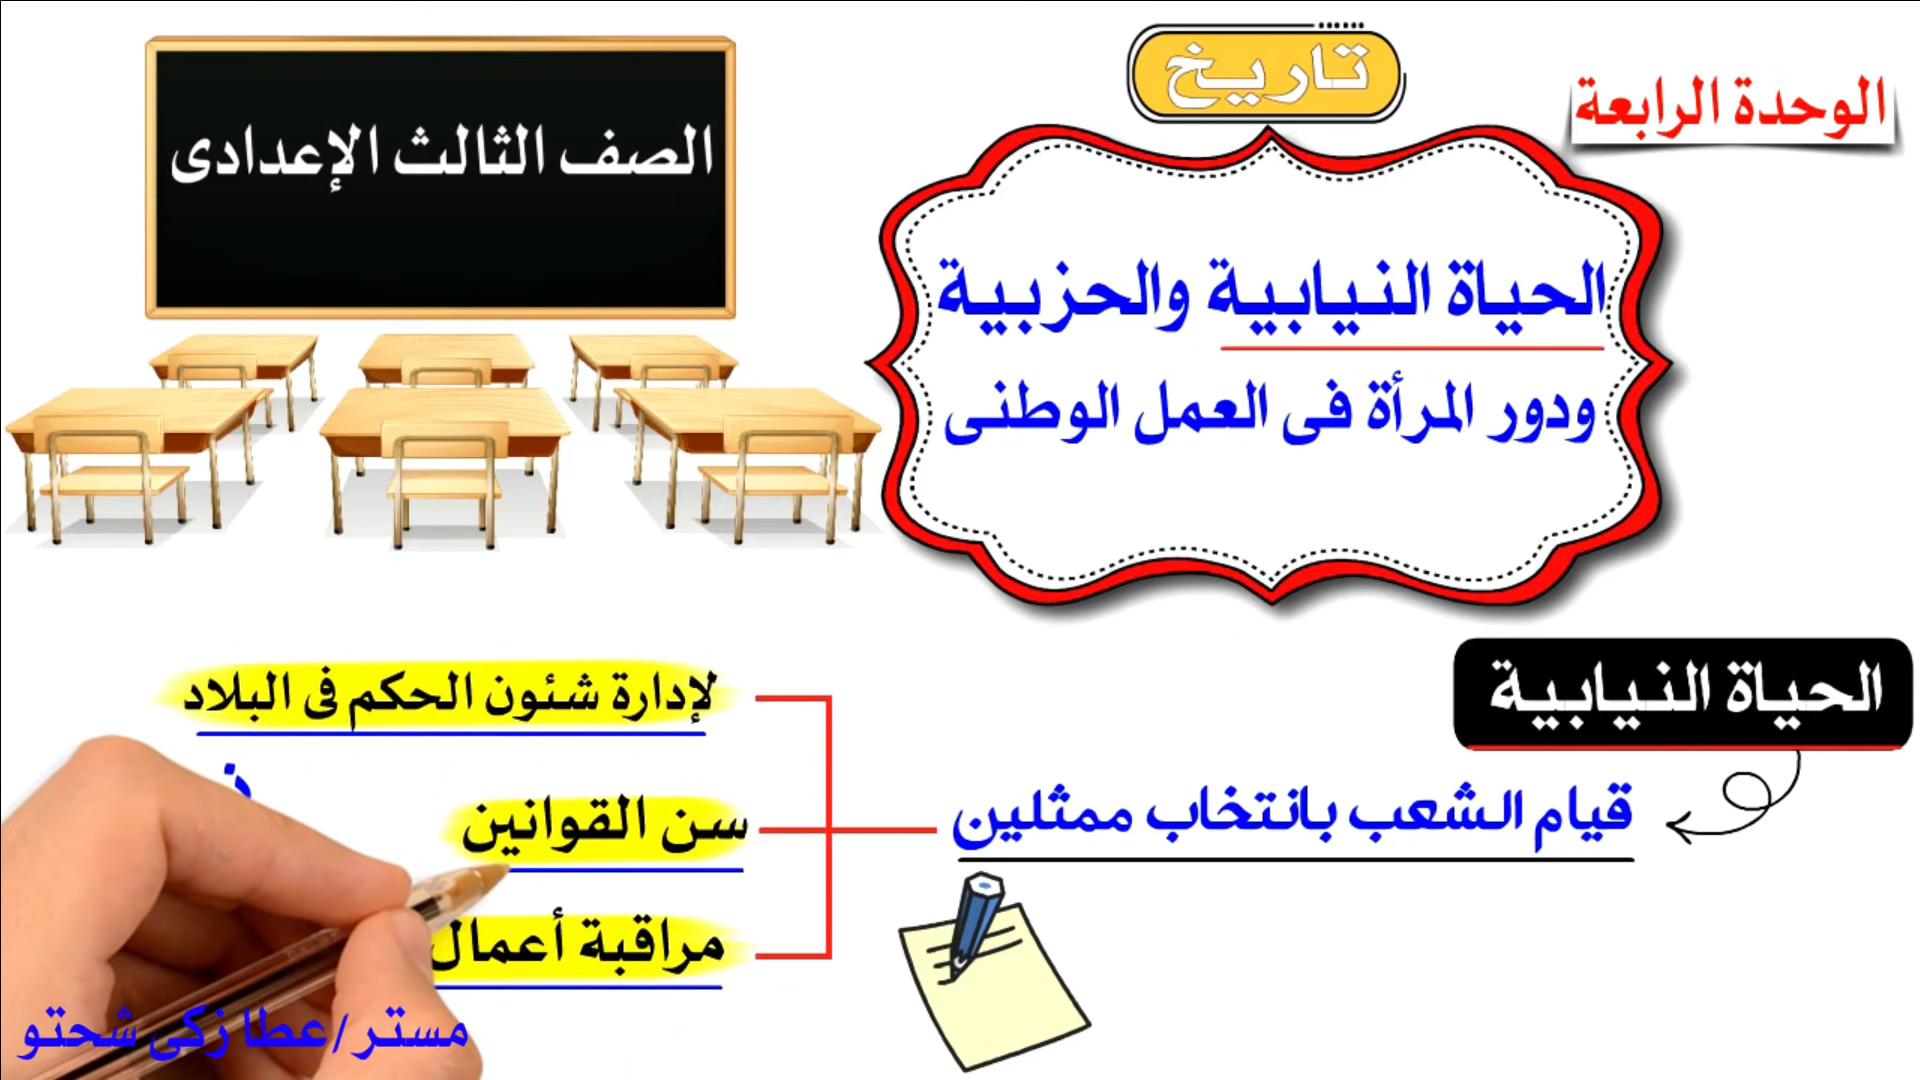 تاريخ
الوحدة الرابعة
الصف الثالث الإعدادى
الحياة النيابية والحزبية
ودور المرأة فى العمل الوطنى
الحياة النيابية
قيام الشعب بانتخاب ممثلين
لإدارة شئون الحكم فى البلاد
سن القوانين
مراقبة أعمال
مستر/عطا زكى شحتو